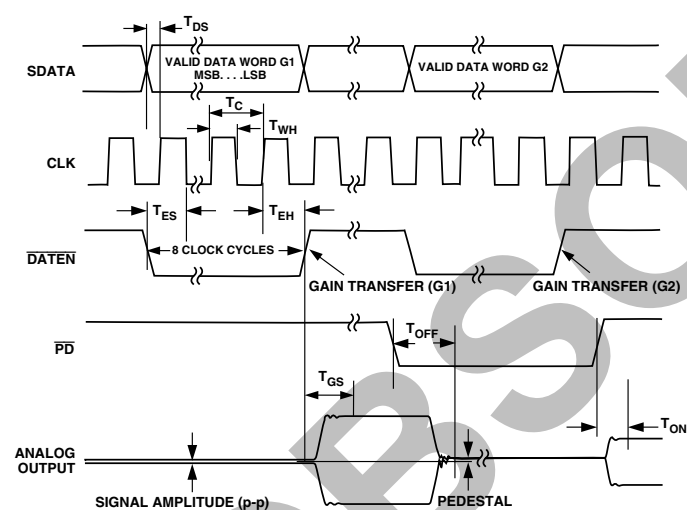 TDS
SDATA
VALID DATA WORD G1
MSB. . . .LSB
VALID DATA WORD G2
TC
TWH
CLK
TES
TEH
DATEN
8 CLOCK CYCLES
GAIN TRANSFER (G1)
GAIN TRANSFER (G2)
PD
TOFF
TGS
TON
ANALOG
OUTPUT
SIGNAL AMPLITUDE (p-p)
PEDESTAL